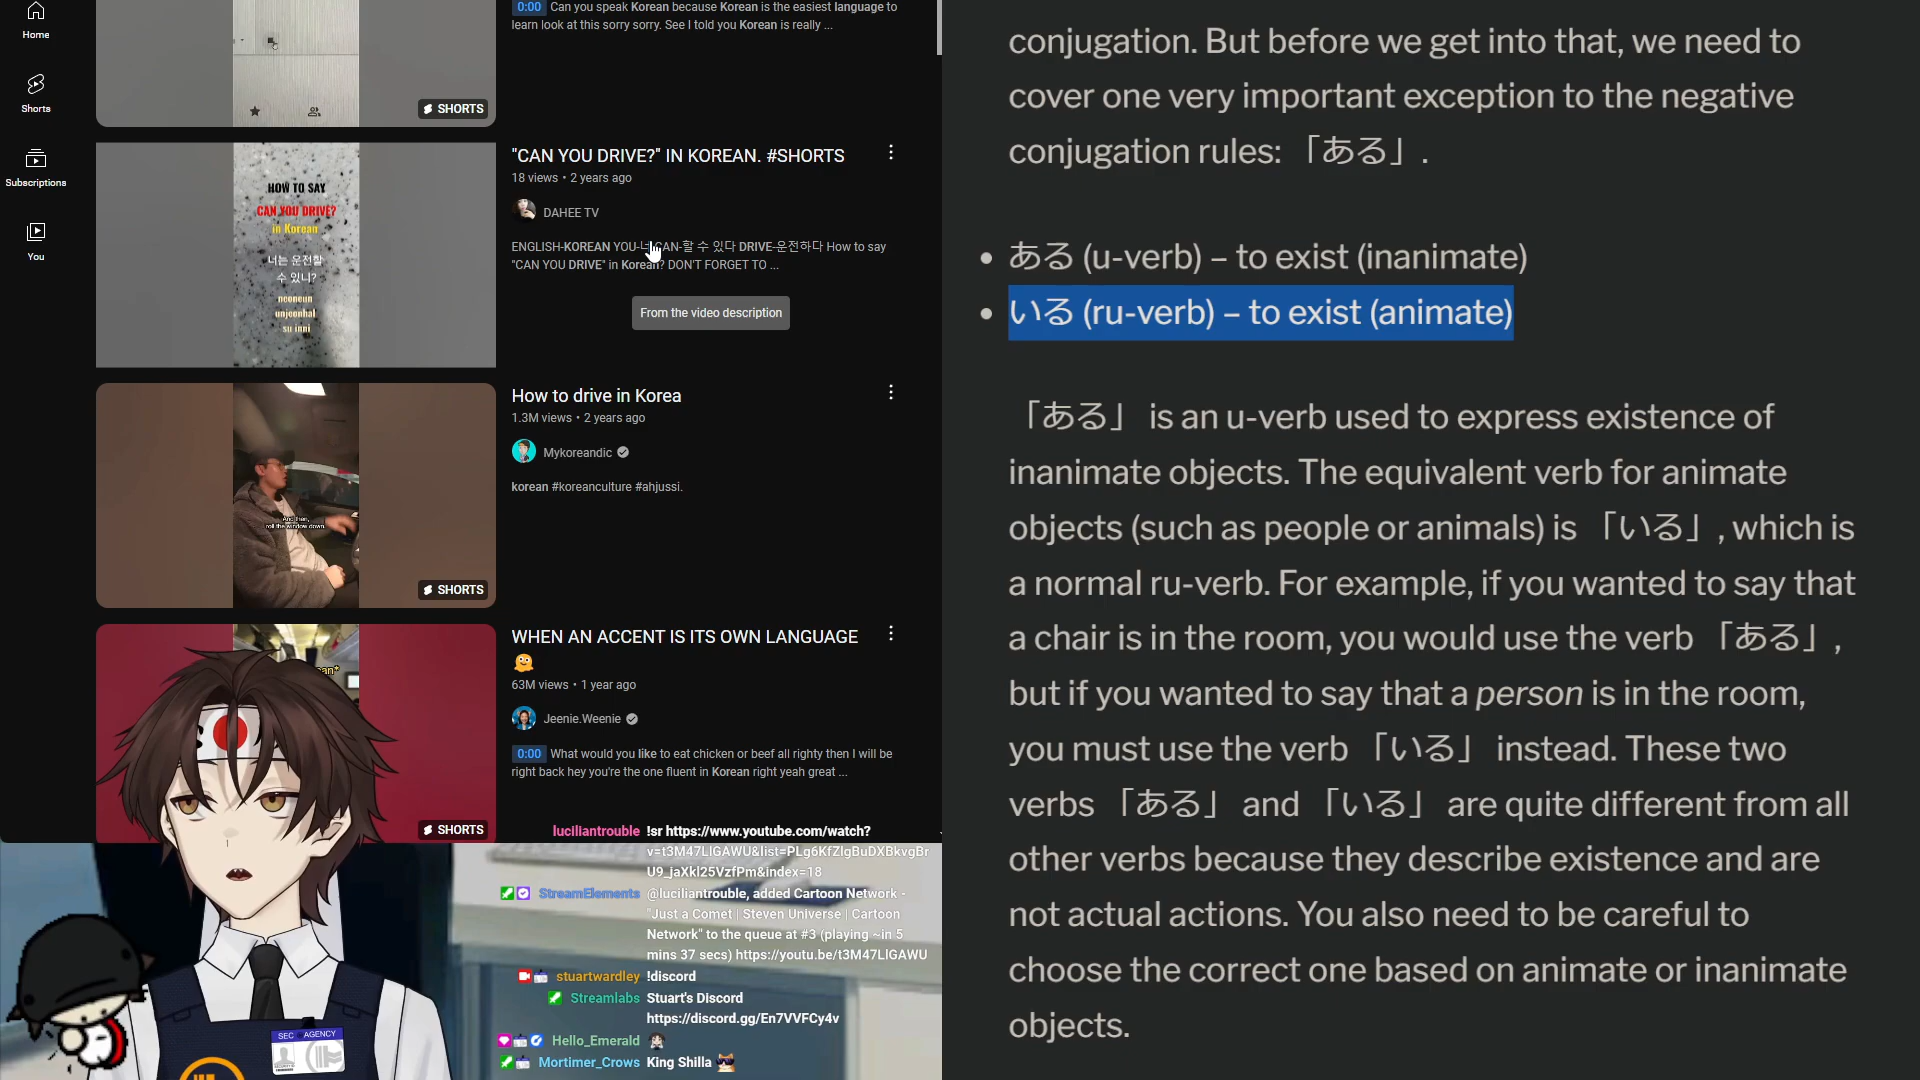 Home
Shorts
Subscriptions
You
0:00 Can you speak Korean because Korean is the easiest language to
learn look at this sorry sorry. See I told you Korean is really ...
SHORTS
HOW TO SAY
CAN YOU DRIVE?
in Korean
너는 운전할
수 있니?
neoneun
unjeonhal
su inni
"CAN YOU DRIVE?" IN KOREAN. #SHORTS
18 views • 2 years ago
DAHEE TV
ENGLISH-KOREAN YOU-너 CAN-할 수 있다 DRIVE-운전하다 How to say
"CAN YOU DRIVE" in Korean? DON'T FORGET TO ...
From the video description
And then,
roll the window down.
SHORTS
How to drive in Korea
1.3M views • 2 years ago
Mykoreandic
korean #koreanculture #ahjussi.
SHORTS
WHEN AN ACCENT IS ITS OWN LANGUAGE
🤗
63M views • 1 year ago
Jeenie.Weenie
0:00 What would you like to eat chicken or beef all righty then I will be
right back hey you're the one fluent in Korean right yeah great ...
luciliantrouble !sr https://www.youtube.com/watch?
v=t3M47LIGAWU&list=PLg6KfZIgBuDXBkvgBr
U9_jaXkl25VzfPm&index=18
StreamElements @luciliantrouble, added Cartoon Network -
"Just a Comet | Steven Universe | Cartoon
Network" to the queue at #3 (playing ~in 5
mins 37 secs) https://youtu.be/t3M47LIGAWU
stuartwardley !discord
Streamlabs Stuart's Discord
https://discord.gg/En7VVFCy4v
Hello_Emerald
Mortimer_Crows King Shilla
conjugation. But before we get into that, we need to
cover one very important exception to the negative
conjugation rules: 「ある」.
• ある (u-verb) – to exist (inanimate)
• いる (ru-verb) – to exist (animate)
「ある」 is an u-verb used to express existence of
inanimate objects. The equivalent verb for animate
objects (such as people or animals) is 「いる」, which is
a normal ru-verb. For example, if you wanted to say that
a chair is in the room, you would use the verb 「ある」,
but if you wanted to say that a person is in the room,
you must use the verb 「いる」 instead. These two
verbs 「ある」 and 「いる」 are quite different from all
other verbs because they describe existence and are
not actual actions. You also need to be careful to
choose the correct one based on animate or inanimate
objects.